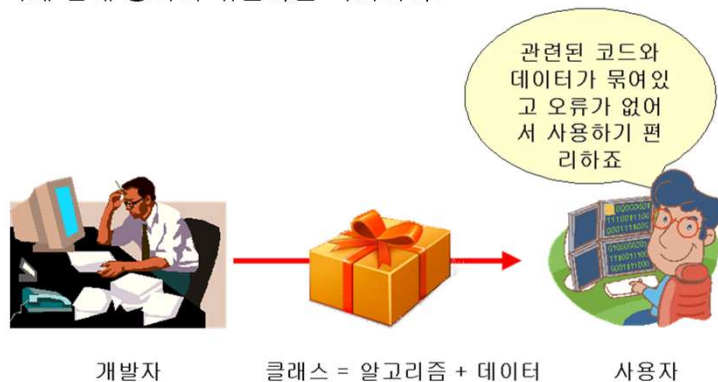 관련된 코드와
데이터가 묶여있
고 오류가 없어
서 사용하기 편
리하죠
개발자
클래스 = 알고리즘 + 데이터
사용자